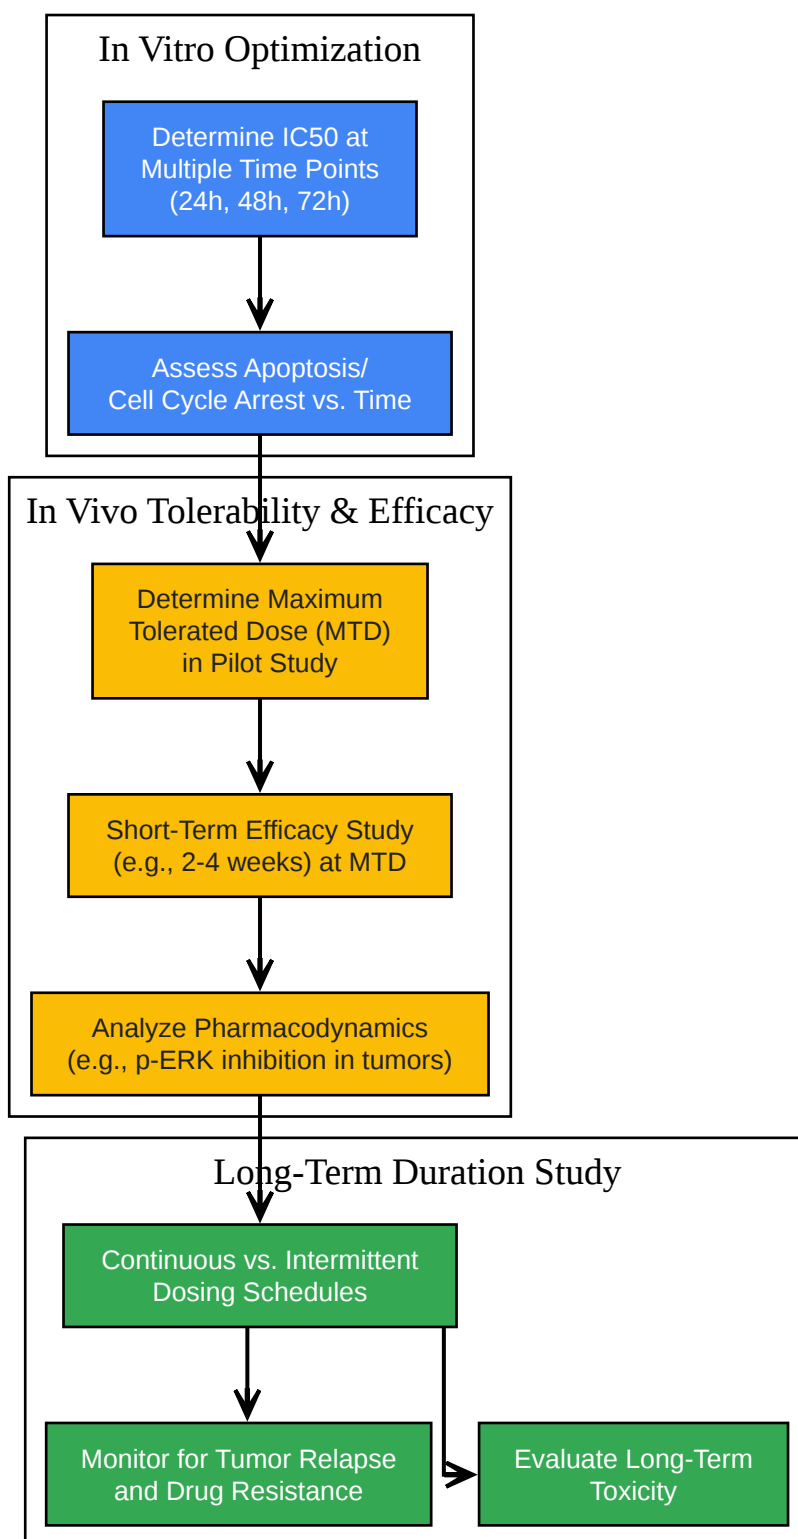 In Vitro Optimization
Determine IC50 at
Multiple Time Points
(24h, 48h, 72h)
Assess Apoptosis/
Cell Cycle Arrest vs. Time
In Vivo Tolerability & Efficacy
Determine Maximum
Tolerated Dose (MTD)
in Pilot Study
Short-Term Efficacy Study
(e.g., 2-4 weeks) at MTD
Analyze Pharmacodynamics
(e.g., p-ERK inhibition in tumors)
Long-Term Duration Study
Continuous vs. Intermittent
Dosing Schedules
Monitor for Tumor Relapse
and Drug Resistance
Evaluate Long-Term
Toxicity